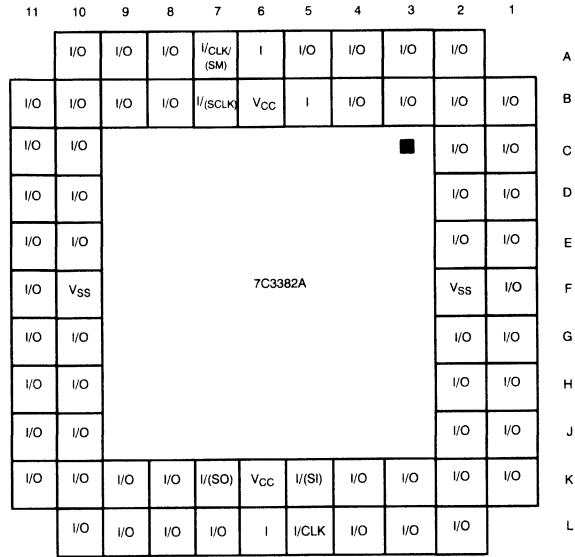 11 10 9 8 7 6 5 4 3 2 1
I/O I/O I/O I/CLK/(SM) I I/O I/O I/O I/O A
I/O I/O I/O I/O I/(SCLK) VCC I I/O I/O I/O I/O B
I/O I/O I/O I/O C
I/O I/O I/O I/O D
I/O I/O I/O I/O E
I/O VSS 7C3382A VSS I/O F
I/O I/O I/O I/O G
I/O I/O I/O I/O H
I/O I/O I/O I/O J
I/O I/O I/O I/O I/(SO) VCC I/(SI) I/O I/O I/O I/O K
I/O I/O I/O I/O I I/CLK I/O I/O I/O L